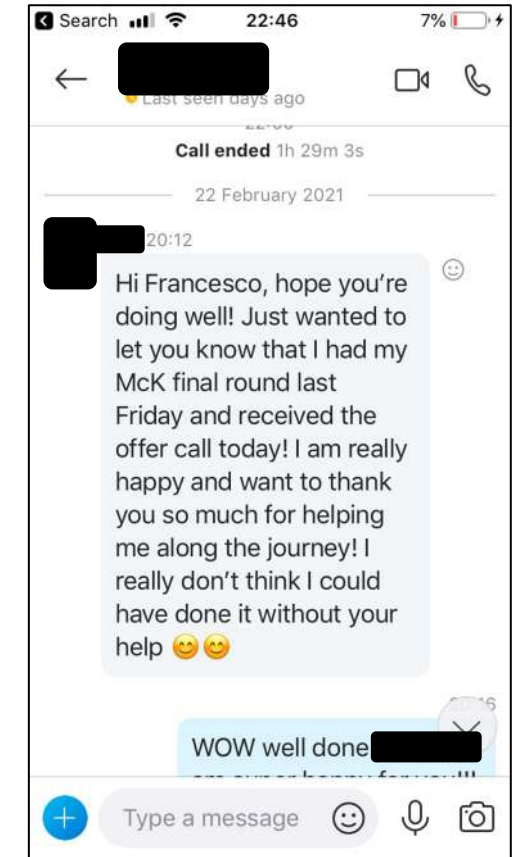 Search 22:46 7%
Last seen days ago
Call ended 1h 29m 3s
22 February 2021
20:12
Hi Francesco, hope you're
doing well! Just wanted to
let you know that I had my
McK final round last
Friday and received the
offer call today! I am really
happy and want to thank
you so much for helping
me along the journey! I
really don't think I could
have done it without your
help 😊😊
WOW well done
Type a message